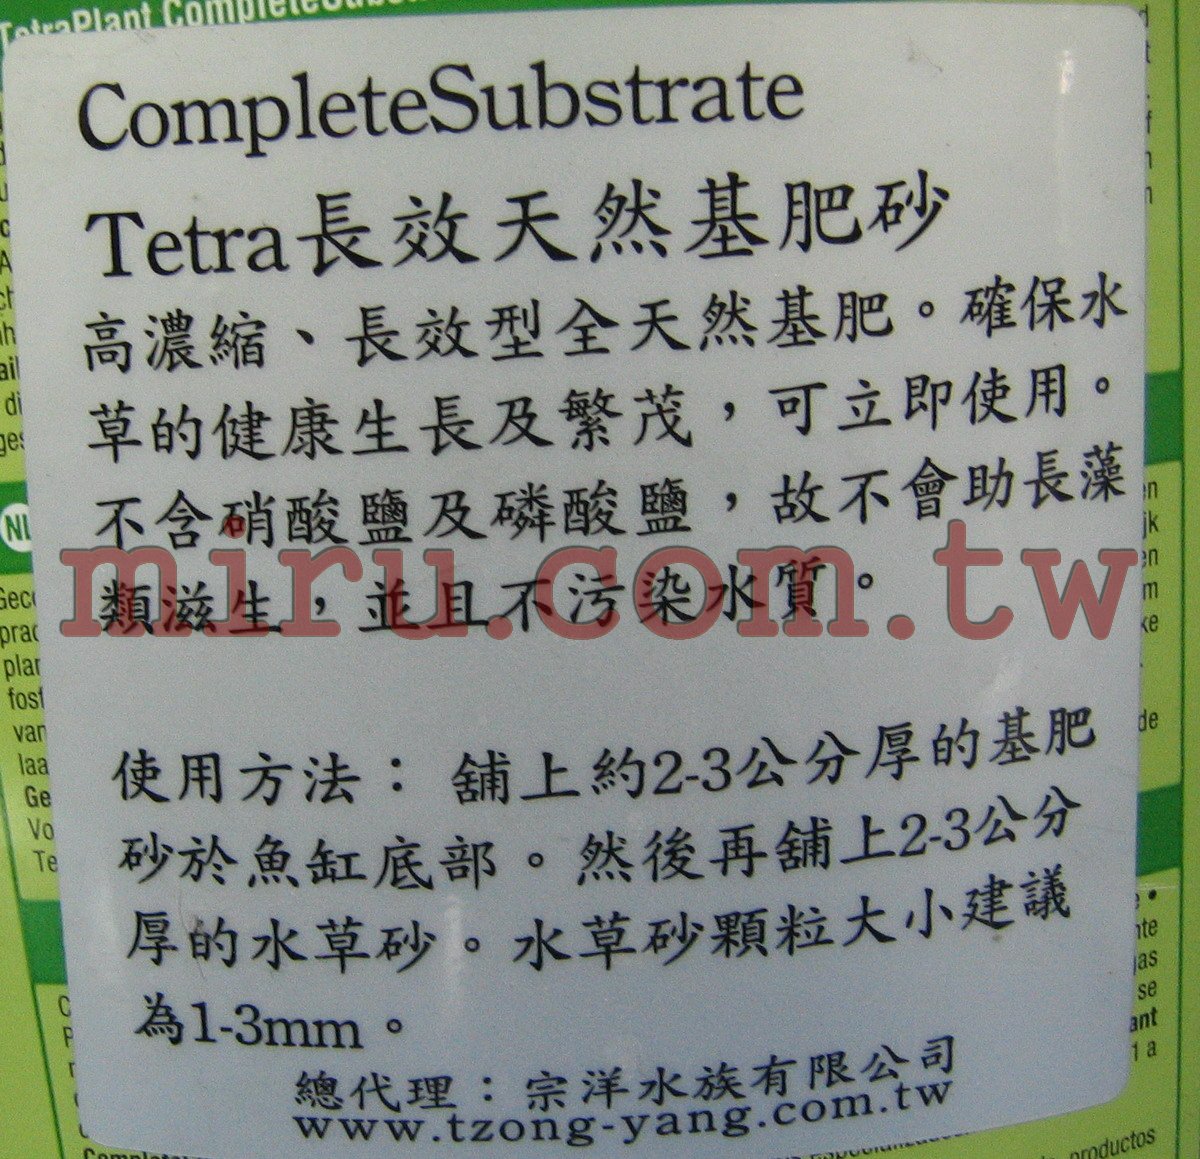 TetraPlant CompleteSubst
CompleteSubstrate
Tetra長效天然基肥砂
高濃縮、長效型全天然基肥。確保水
草的健康生長及繁茂，可立即使用。
不含硝酸鹽及磷酸鹽，故不會助長藻
類滋生，並且不污染水質。
miru.com.tw
使用方法： 舖上約2-3公分厚的基肥
砂於魚缸底部。然後再舖上2-3公分
厚的水草砂。水草砂顆粒大小建議
為1-3mm。
總代理：宗洋水族有限公司
www.tzong-yang.com.tw
NL
productos